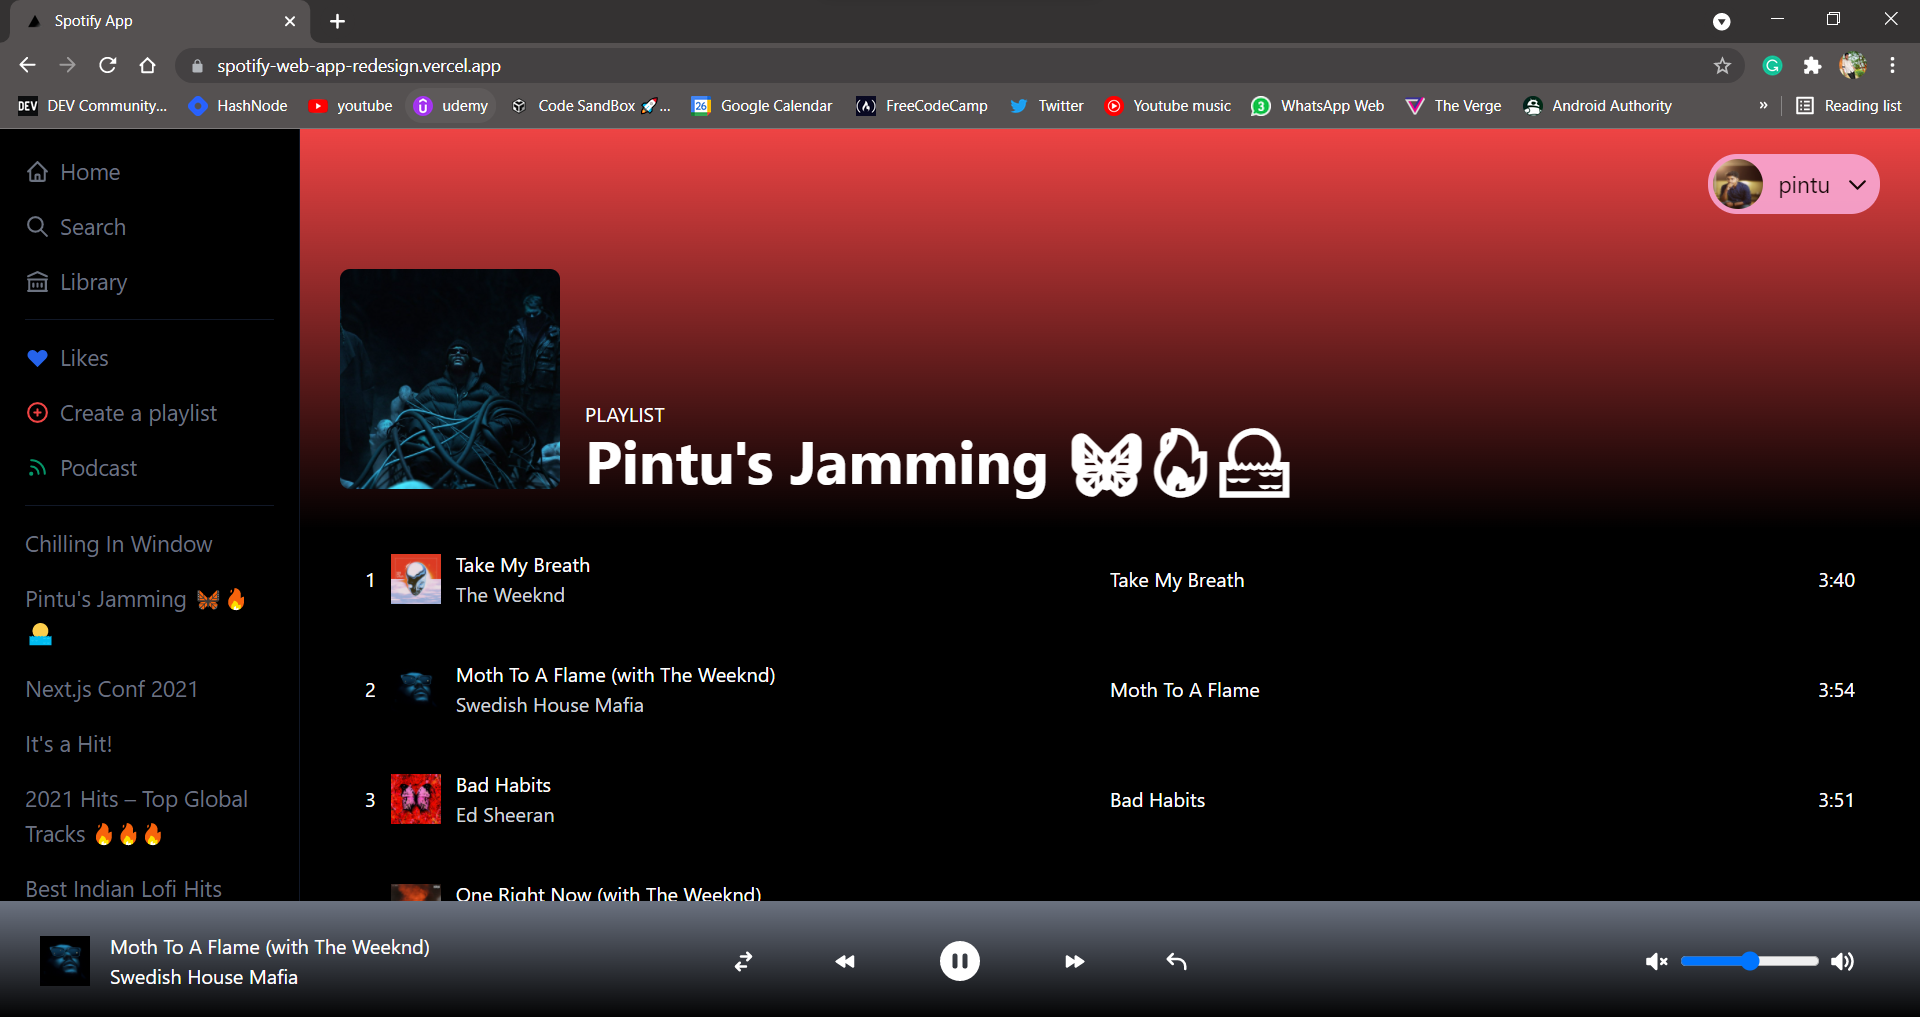 Spotify App
spotify-web-app-redesign.vercel.app
DEV DEV Community... HashNode youtube udemy Code SandBox 🚀... 26 Google Calendar FreeCodeCamp Twitter Youtube music 3 WhatsApp Web The Verge Android Authority » Reading list
Home
Search
Library
Likes
Create a playlist
Podcast
Chilling In Window
Pintu's Jamming 🦋🔥
🌅
Next.js Conf 2021
It's a Hit!
2021 Hits – Top Global
Tracks 🔥🔥🔥
Best Indian Lofi Hits
pintu
PLAYLIST
Pintu's Jamming 🦋🔥🌅
1 Take My Breath Take My Breath 3:40
The Weeknd
2 Moth To A Flame (with The Weeknd) Moth To A Flame 3:54
Swedish House Mafia
3 Bad Habits Bad Habits 3:51
Ed Sheeran
One Right Now (with The Weeknd)
Moth To A Flame (with The Weeknd)
Swedish House Mafia